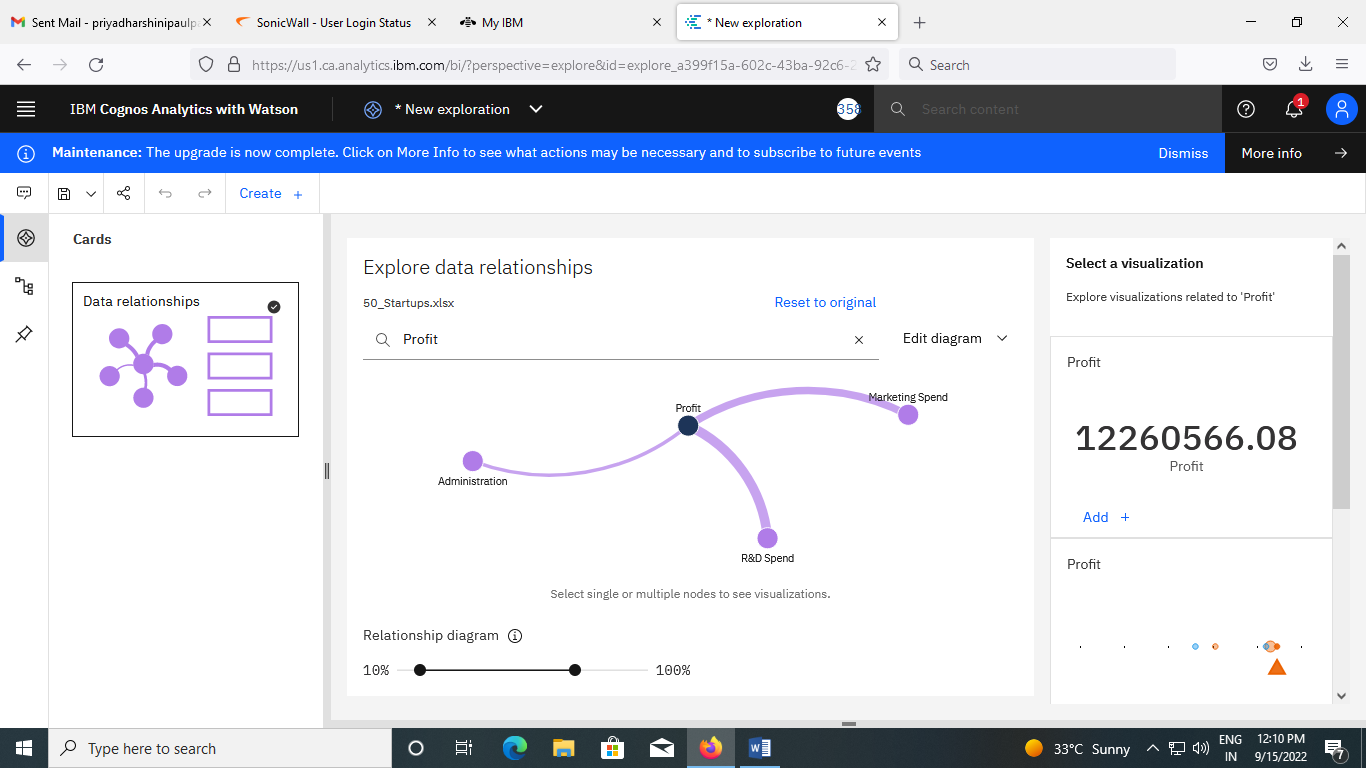 Sent Mail - priyadharshinipaulpa
SonicWall - User Login Status
My IBM
* New exploration
https://us1.ca.analytics.ibm.com/bi/?perspective=explore&id=explore_a399f15a-602c-43ba-92c6-2
Search
IBM Cognos Analytics with Watson
* New exploration
358
Search content
1
Maintenance: The upgrade is now complete. Click on More Info to see what actions may be necessary and to subscribe to future events
Dismiss
More info
Create +
Cards
Data relationships
Explore data relationships
50_Startups.xlsx
Reset to original
Profit
Edit diagram
Profit
Marketing Spend
Administration
R&D Spend
Select single or multiple nodes to see visualizations.
Relationship diagram
10%
100%
Select a visualization
Explore visualizations related to 'Profit'
Profit
12260566.08
Profit
Add +
Profit
Type here to search
33°C Sunny
ENG
IN
12:10 PM
9/15/2022
7